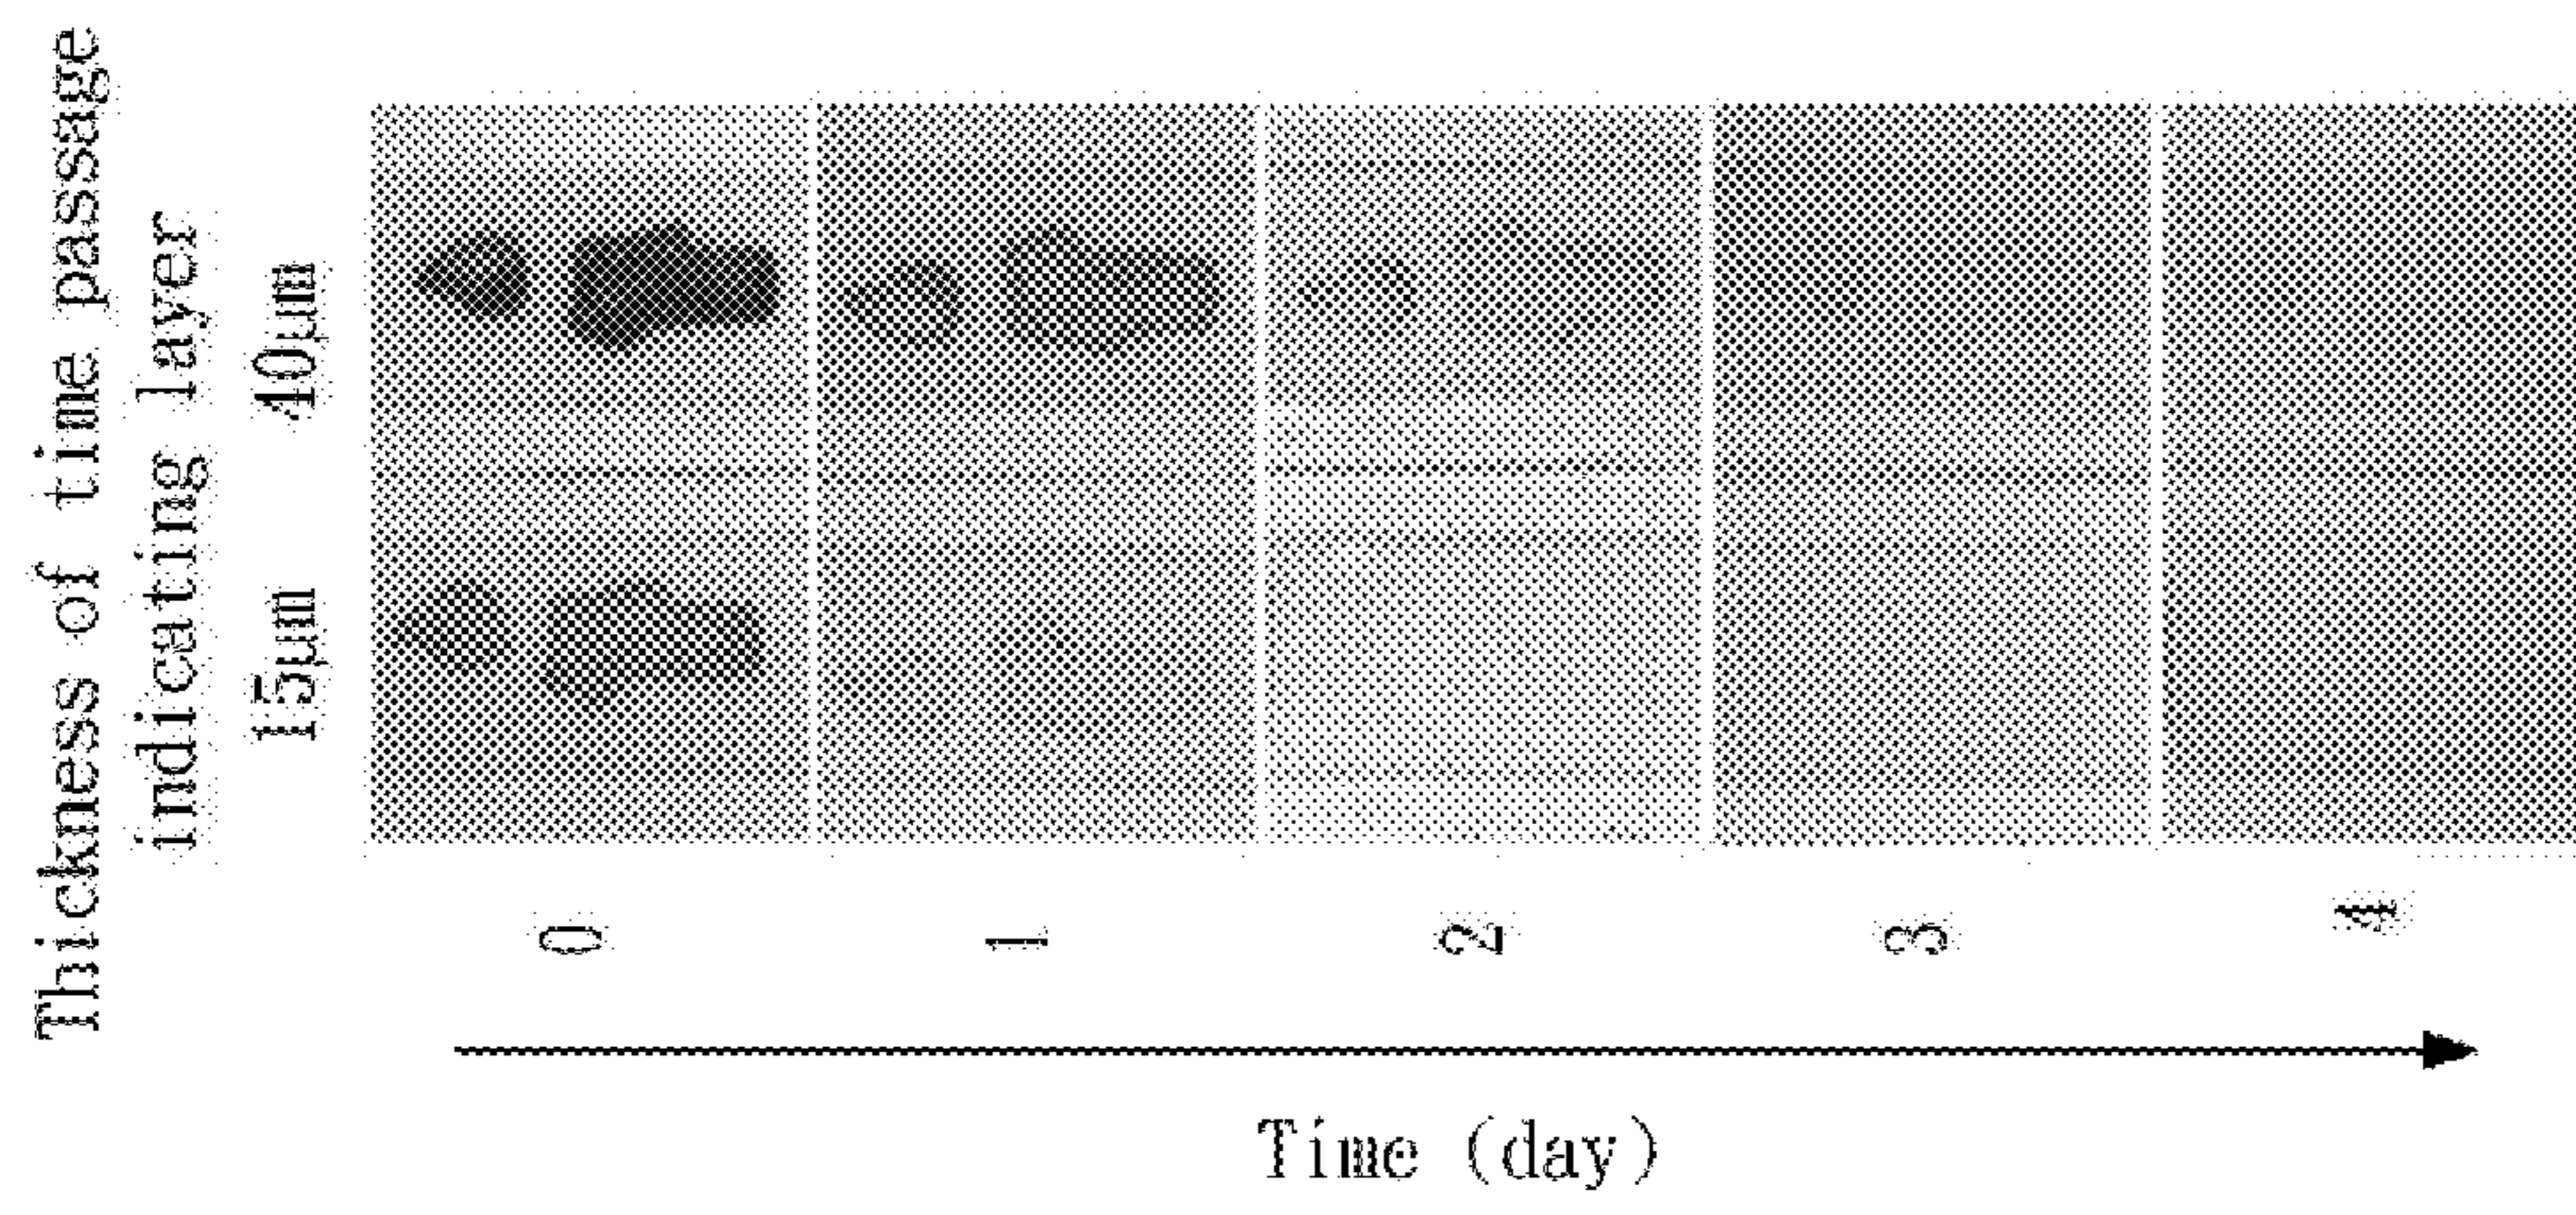 Thickness of time passage
indicating layer
40μm
15μm
0
1
2
3
4
Time (day)